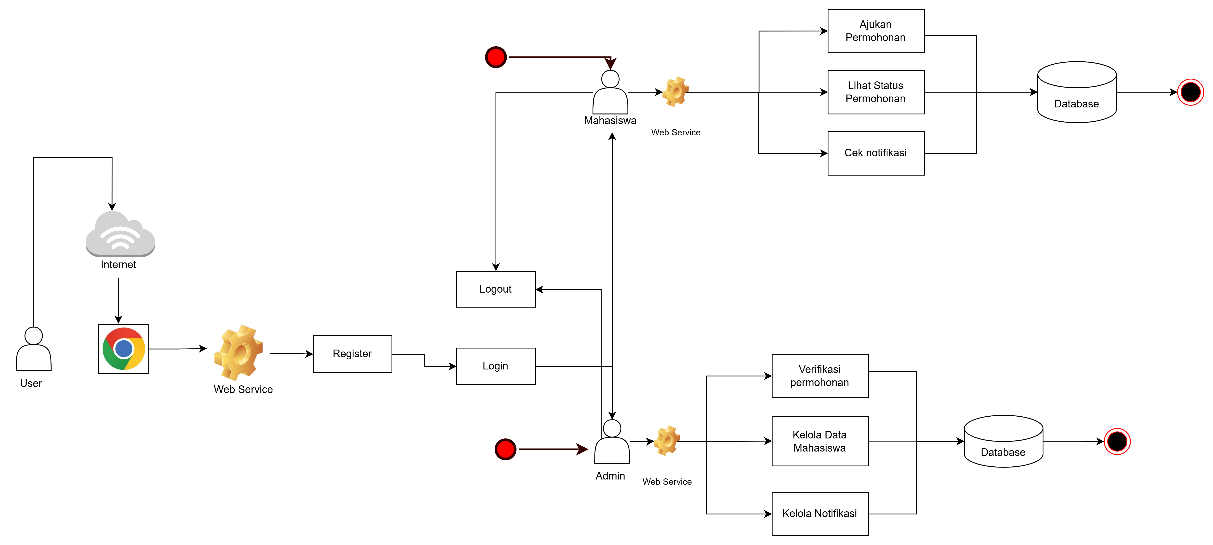 Ajukan
Permohonan
Lihat Status
Permohonan
Cek notifikasi
Database
Mahasiswa
Web Service
Internet
Logout
User
Web Service
Register
Login
Admin
Web Service
Verifikasi
permohonan
Kelola Data
Mahasiswa
Kelola Notifikasi
Database